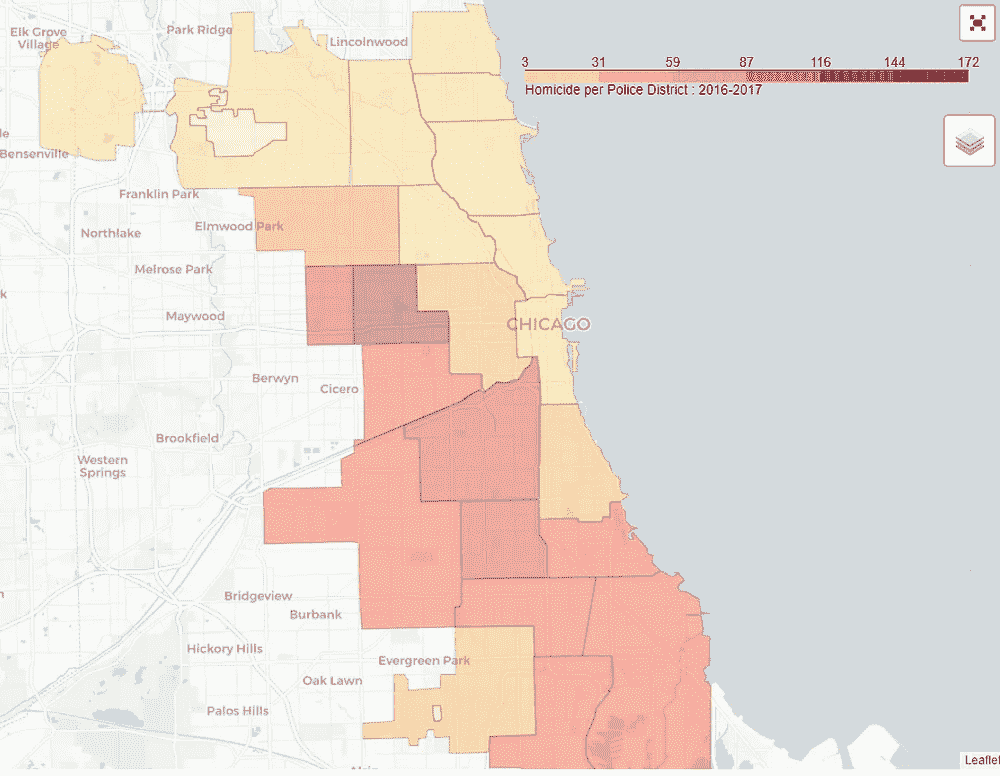 Elk Grove
Village
Park Ridge
Lincolnwood
3 31 59 87 116 144 172
Homicide per Police District : 2016-2017
Bensenville
Franklin Park
Elmwood Park
Northlake
Melrose Park
Maywood
CHICAGO
Berwyn
Cicero
Brookfield
Western
Springs
Bridgeview
Burbank
Hickory Hills
Evergreen Park
Oak Lawn
Palos Hills
Leaflet